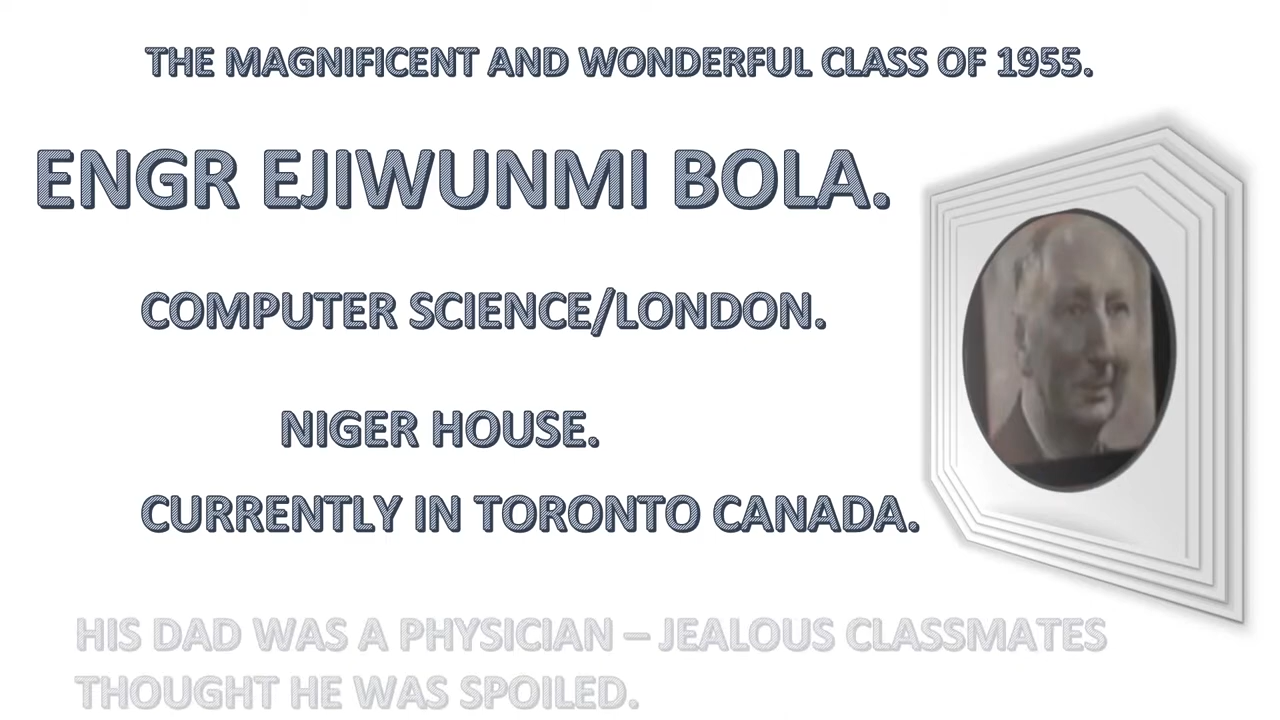 THE MAGNIFICENT AND WONDERFUL CLASS OF 1955.
ENGR EJIWUNMI BOLA.
COMPUTER SCIENCE/LONDON.
NIGER HOUSE.
CURRENTLY IN TORONTO CANADA.
HIS DAD WAS A PHYSICIAN – JEALOUS CLASSMATES
THOUGHT HE WAS SPOILED.